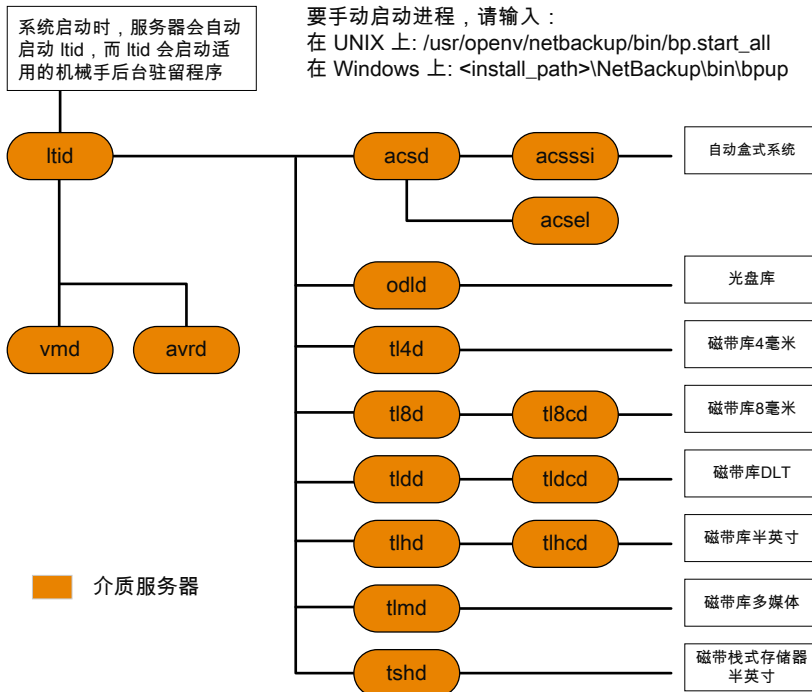 系统启动时，服务器会自动
启动 ltid，而 ltid 会启动适
用的机械手后台驻留程序
要手动启动进程，请输入：
在 UNIX 上: /usr/openv/netbackup/bin/bp.start_all
在 Windows 上: <install_path>\NetBackup\bin\bpup
ltid
acsd
acsssi
自动盒式系统
acsel
odld
光盘库
vmd
avrd
tl4d
磁带库4毫米
tl8d
tl8cd
磁带库8毫米
tldd
tldcd
磁带库DLT
tlhd
tlhcd
磁带库半英寸
介质服务器
tlmd
磁带库多媒体
tshd
磁带栈式存储器
半英寸